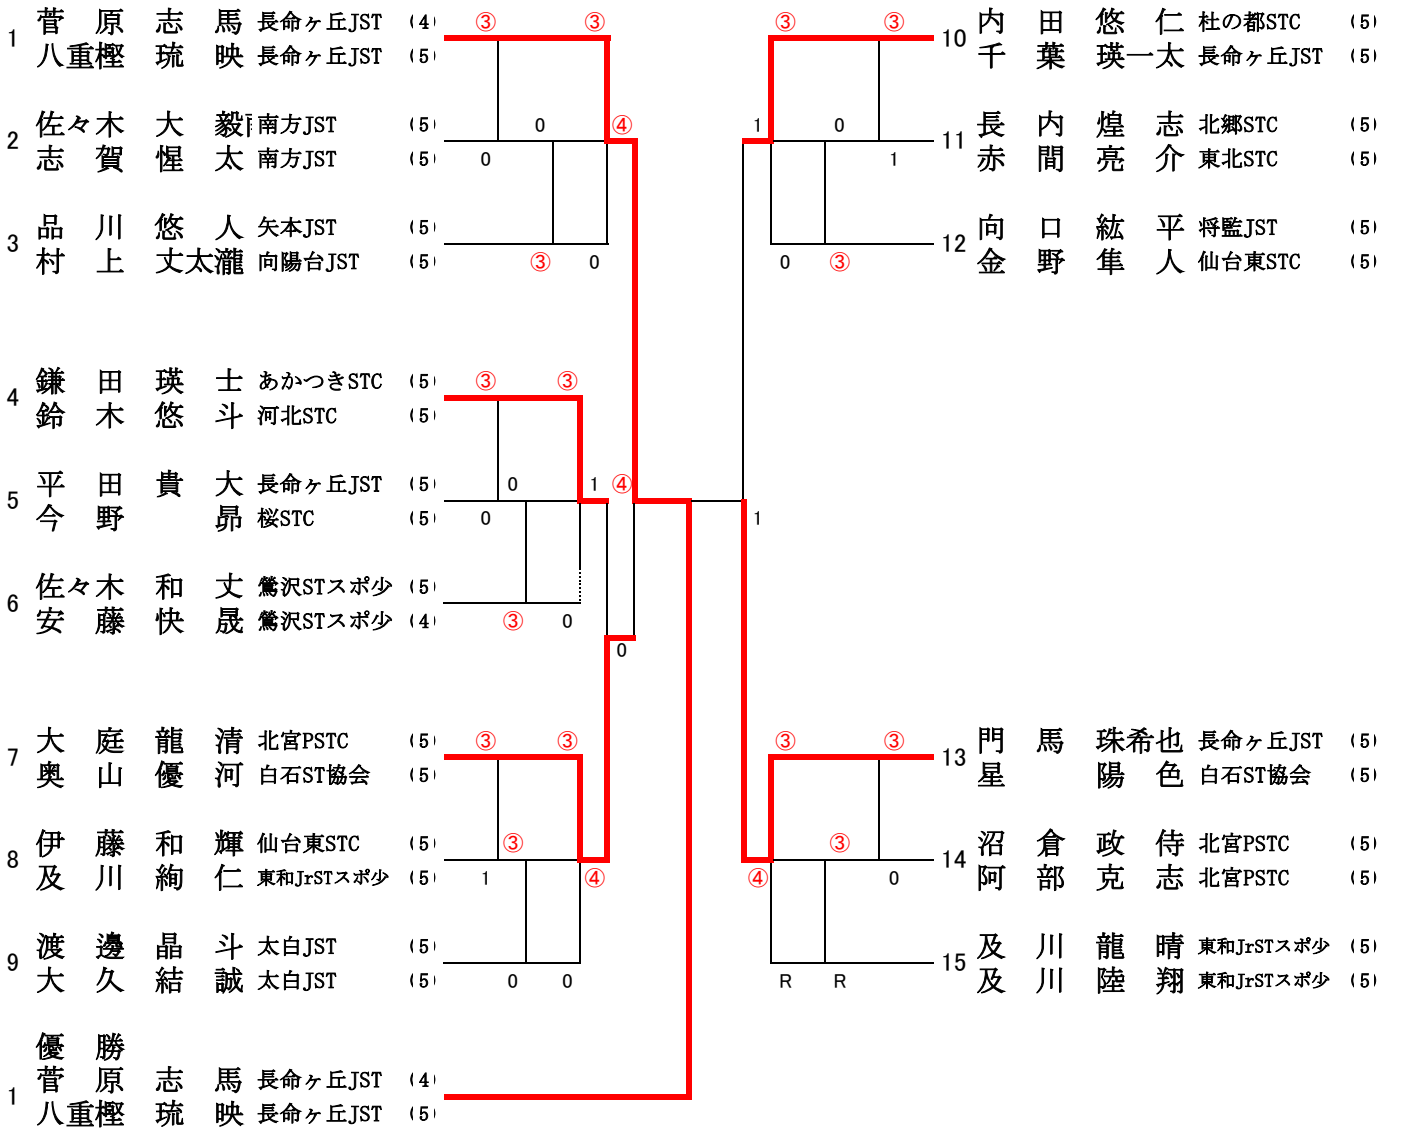 1 菅原 志馬 長命ヶ丘JST (4)
八重樫 琉映 長命ヶ丘JST (5)
2 佐々木 大毅 南方JST (5)
志賀 惺太 南方JST (5)
3 品川 悠人 矢本JST (5)
村上 丈太瀧 向陽台JST (5)
4 鎌田 瑛士 あかつきSTC (5)
鈴木 悠斗 河北STC (5)
5 平田 貴大 長命ヶ丘JST (5)
今野 昴 桜STC (5)
6 佐々木 和丈 鶯沢STスポ少 (5)
安藤 快晟 鶯沢STスポ少 (4)
7 大庭 龍清 北宮PSTC (5)
奥山 優河 白石ST協会 (5)
8 伊藤 和輝 仙台東STC (5)
及川 絢仁 東和JrSTスポ少 (5)
9 渡邊 晶斗 太白JST (5)
大久 結誠 太白JST (5)
優勝
1 菅原 志馬 長命ヶ丘JST (4)
八重樫 琉映 長命ヶ丘JST (5)
③ ③
0 ④
0
③ 0
③ ③
0 1 ④
0
③ 0
0
③ ③
③
1 ④
0 0
③ ③
1 0
1
0 ③
1
③ ③
③
④ 0
R R
10 内田 悠仁 杜の都STC (5)
千葉 瑛一太 長命ヶ丘JST (5)
11 長内 煌志 北郷STC (5)
赤間 亮介 東北STC (5)
12 向口 紘平 将監JST (5)
金野 隼人 仙台東STC (5)
13 門馬 珠希也 長命ヶ丘JST (5)
星 陽色 白石ST協会 (5)
14 沼倉 政侍 北宮PSTC (5)
阿部 克志 北宮PSTC (5)
15 及川 龍晴 東和JrSTスポ少 (5)
及川 陸翔 東和JrSTスポ少 (5)